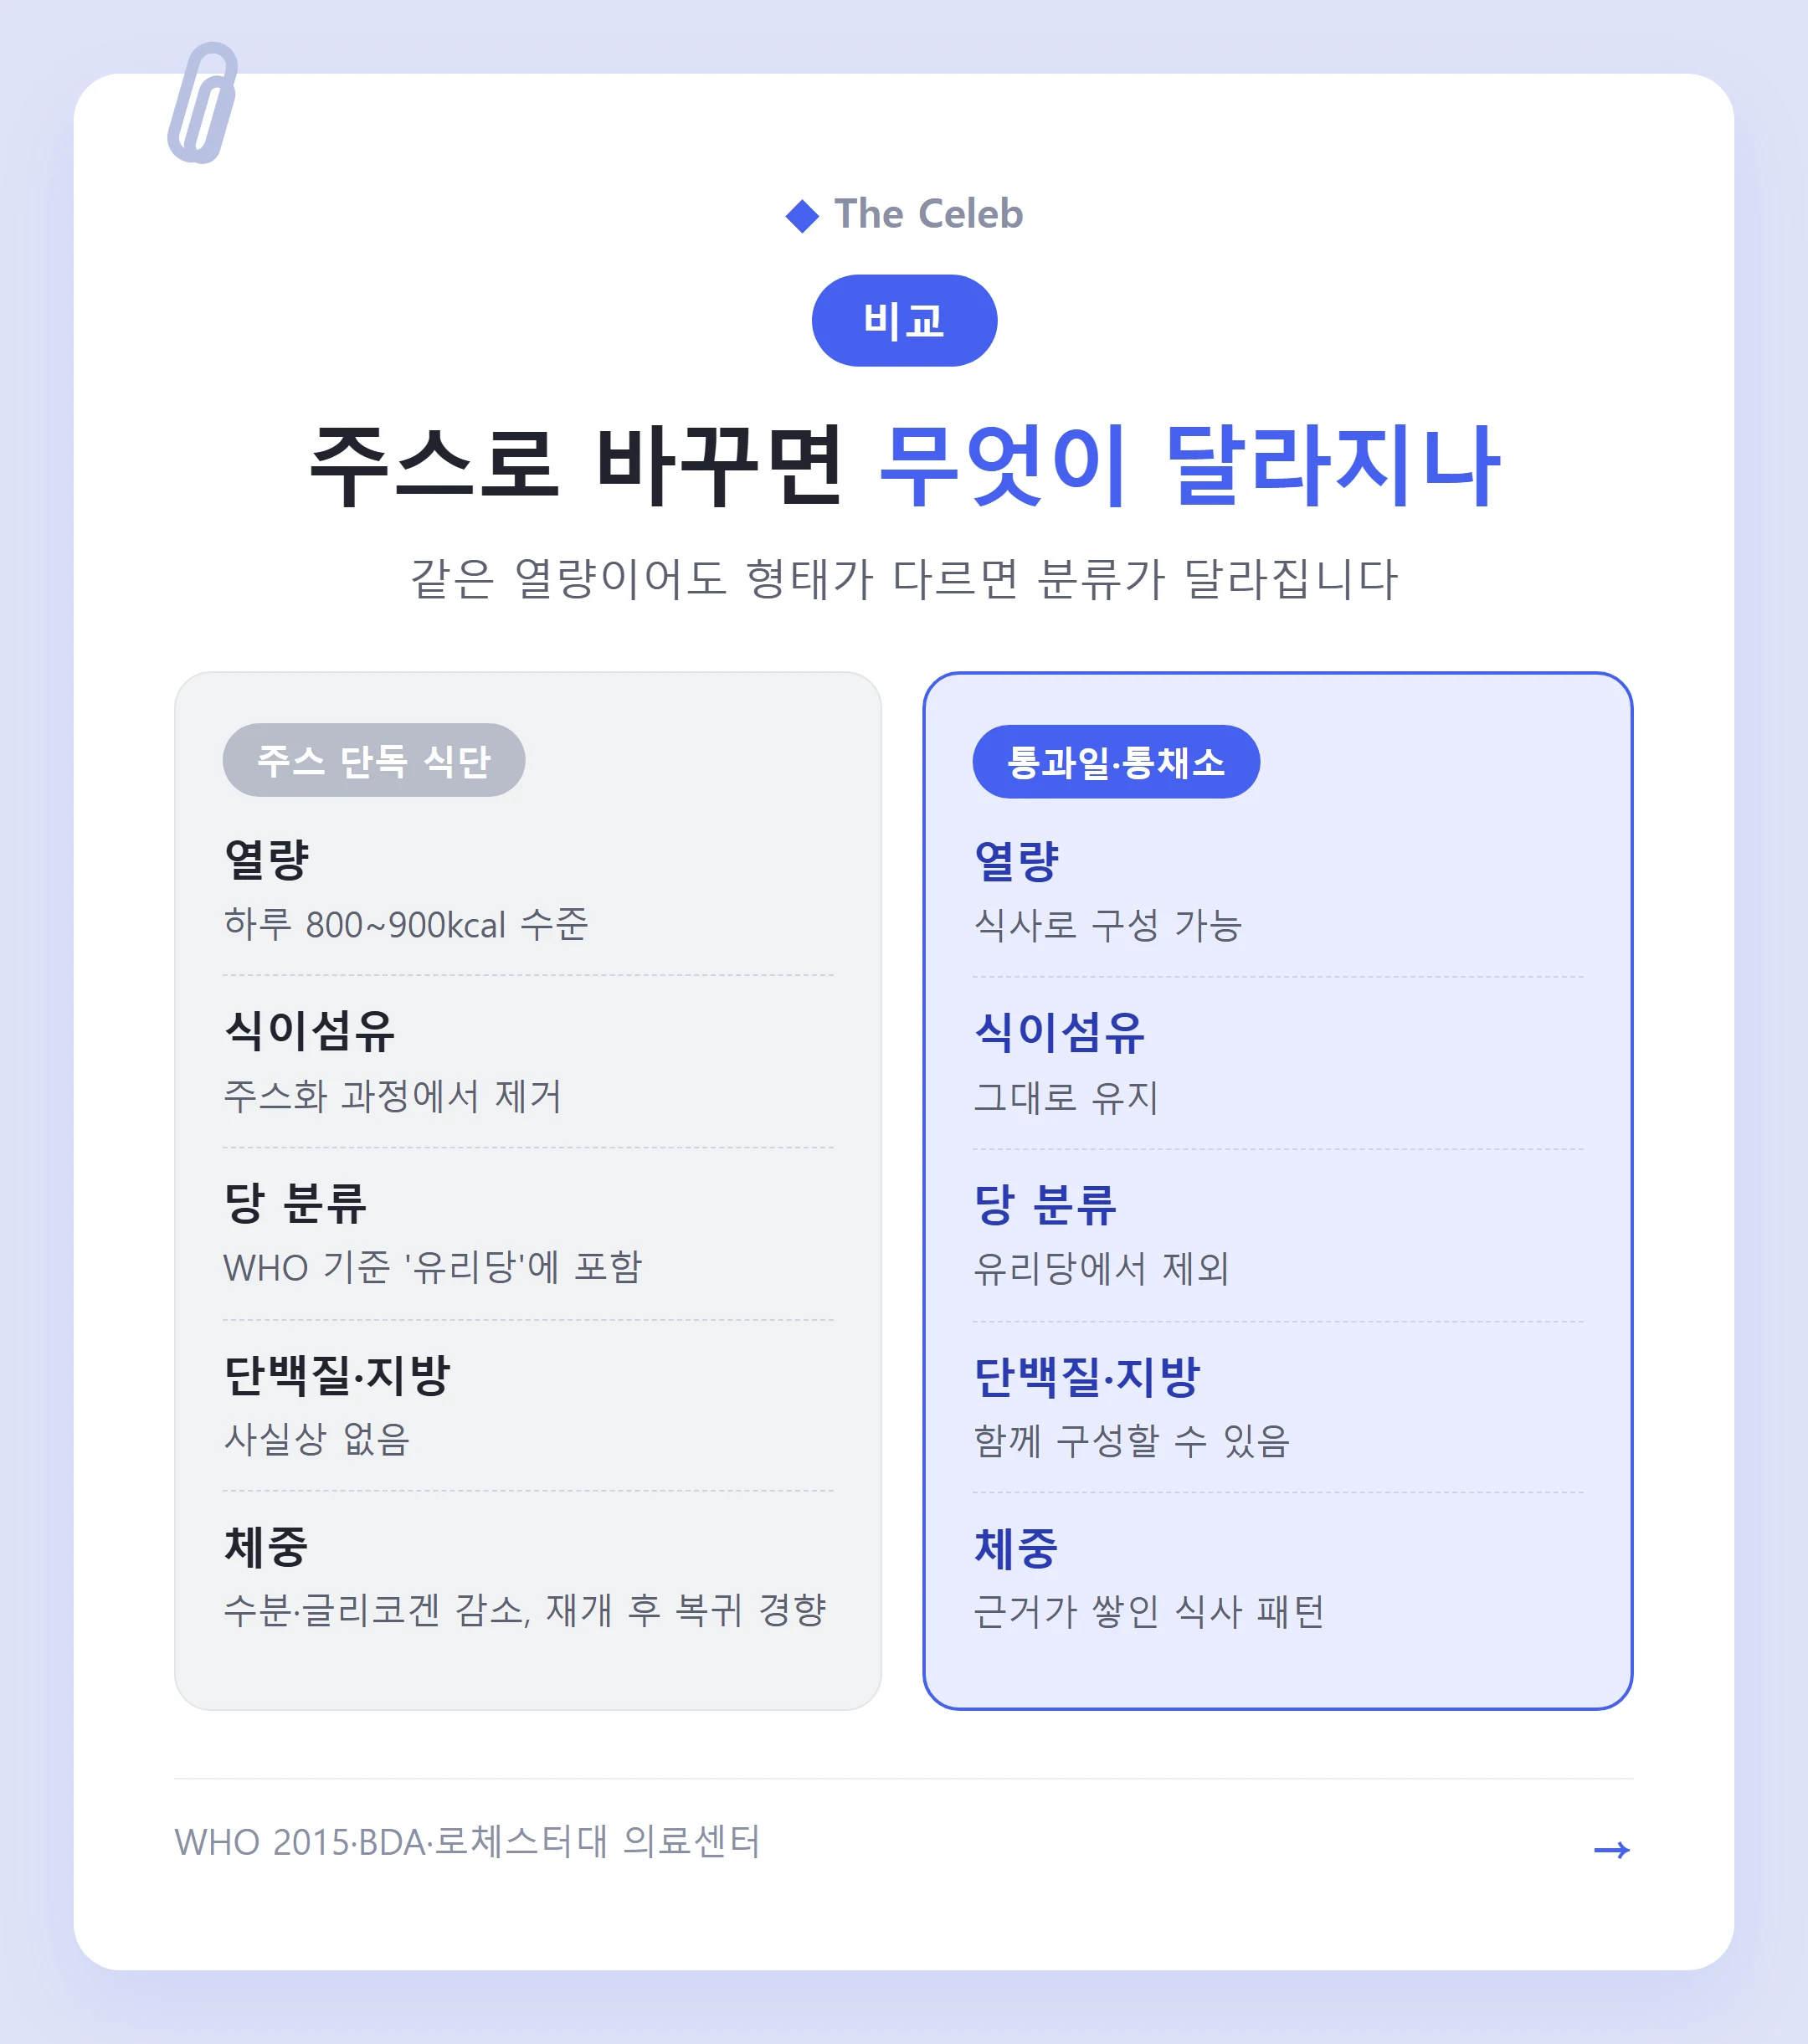 The Celeb
비교
주스로 바꾸면 무엇이 달라지나
같은 열량이어도 형태가 다르면 분류가 달라집니다
주스 단독 식단
열량
하루 800~900kcal 수준
식이섬유
주스화 과정에서 제거
당 분류
WHO 기준 '유리당'에 포함
단백질·지방
사실상 없음
체중
수분·글리코겐 감소, 재개 후 복귀 경향
통과일·통채소
열량
식사로 구성 가능
식이섬유
그대로 유지
당 분류
유리당에서 제외
단백질·지방
함께 구성할 수 있음
체중
근거가 쌓인 식사 패턴
WHO 2015·BDA·로체스터대 의료센터
→